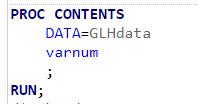 PROC CONTENTS
DATA=GLHdata
varnum
;
RUN;